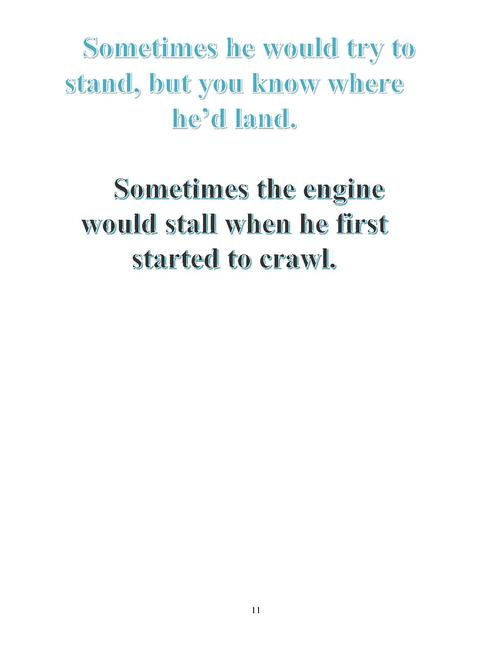 Sometimes he would try to
stand, but you know where
he’d land.
Sometimes the engine
would stall when he first
started to crawl.
11